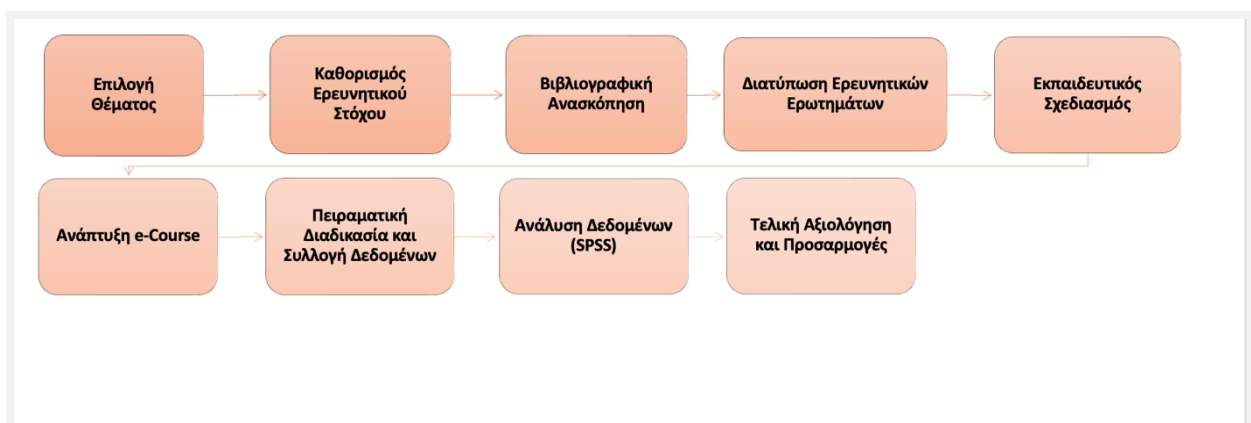 Επιλογή
Θέματος
Καθορισμός
Ερευνητικού
Στόχου
Βιβλιογραφική
Ανασκόπηση
Διατύπωση Ερευνητικών
Ερωτημάτων
Εκπαιδευτικός
Σχεδιασμός
Ανάπτυξη e-Course
Πειραματική
Διαδικασία και
Συλλογή Δεδομένων
Ανάλυση Δεδομένων
(SPSS)
Τελική Αξιολόγηση
και Προσαρμογές